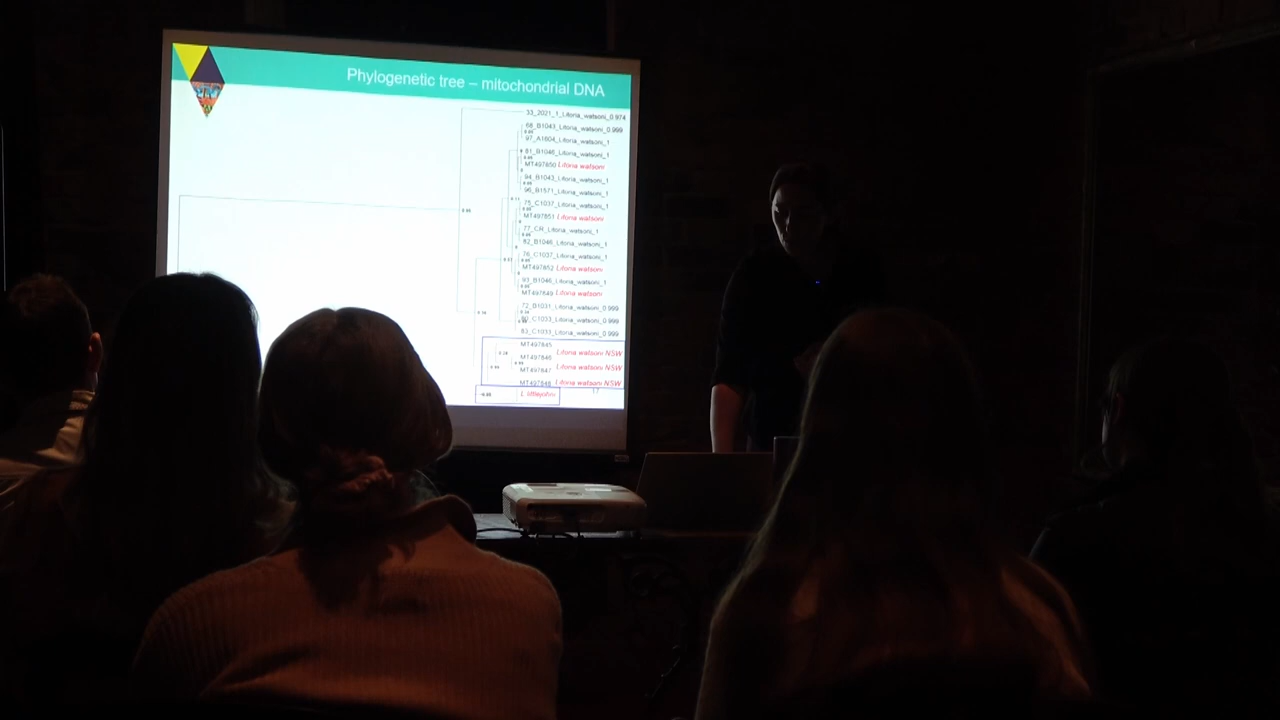 Phylogenetic tree – mitochondrial DNA
33_2021_1_Litoria_watsoni_0.974
68_B1043_Litoria_watsoni_0.999
97_A1604_Litoria_watsoni_1
81_B1046_Litoria_watsoni_1
MT497850 Litoria watsoni
94_B1043_Litoria_watsoni_1
96_B1571_Litoria_watsoni_1
75_C1037_Litoria_watsoni_1
MT497851 Litoria watsoni
77_CR_Litoria_watsoni_1
82_B1046_Litoria_watsoni_1
76_C1037_Litoria_watsoni_1
MT497852 Litoria watsoni
93_B1046_Litoria_watsoni_1
MT497849 Litoria watsoni
72_B1031_Litoria_watsoni_0.999
80_C1033_Litoria_watsoni_0.999
83_C1033_Litoria_watsoni_0.999
MT497845
Litoria watsoni NSW
MT497846
MT497847
Litoria watsoni NSW
MT497848
Litoria watsoni NSW
L. littlejohni
17